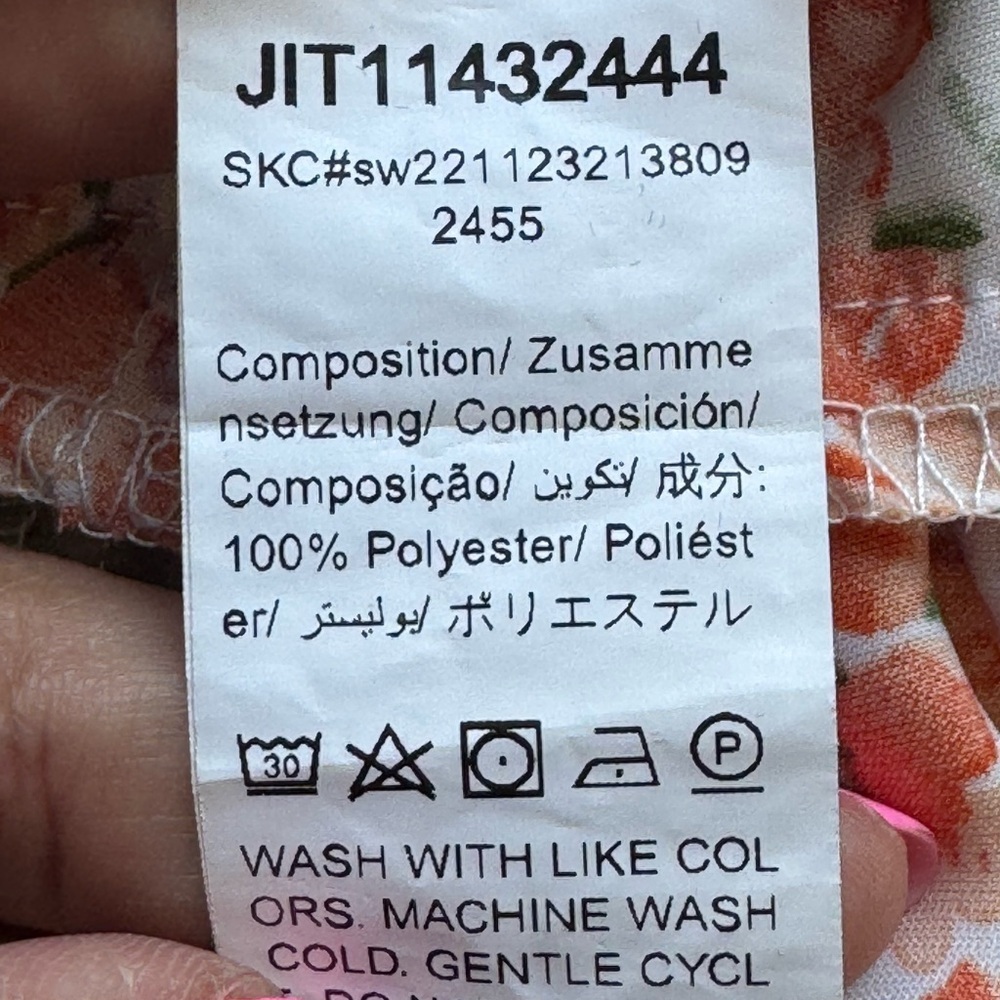 JIT11432444
SKC#sw221123213809
2455
Composition/ Zusamme
nsetzung/ Composición/
Composição/ تكوين/ 成分:
100% Polyester/ Poliést
er/ بوليستر/ ポリエステル
30
P
WASH WITH LIKE COL
ORS. MACHINE WASH
COLD. GENTLE CYCL